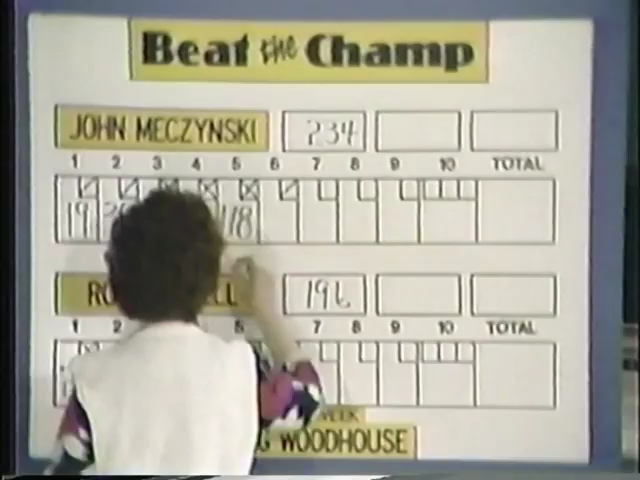 Beat the Champ
JOHN MECZYNSKI 234
1 2 3 4 5 6 7 8 9 10 TOTAL
19 118
196
1 2 7 8 9 10 TOTAL
WOODHOUSE